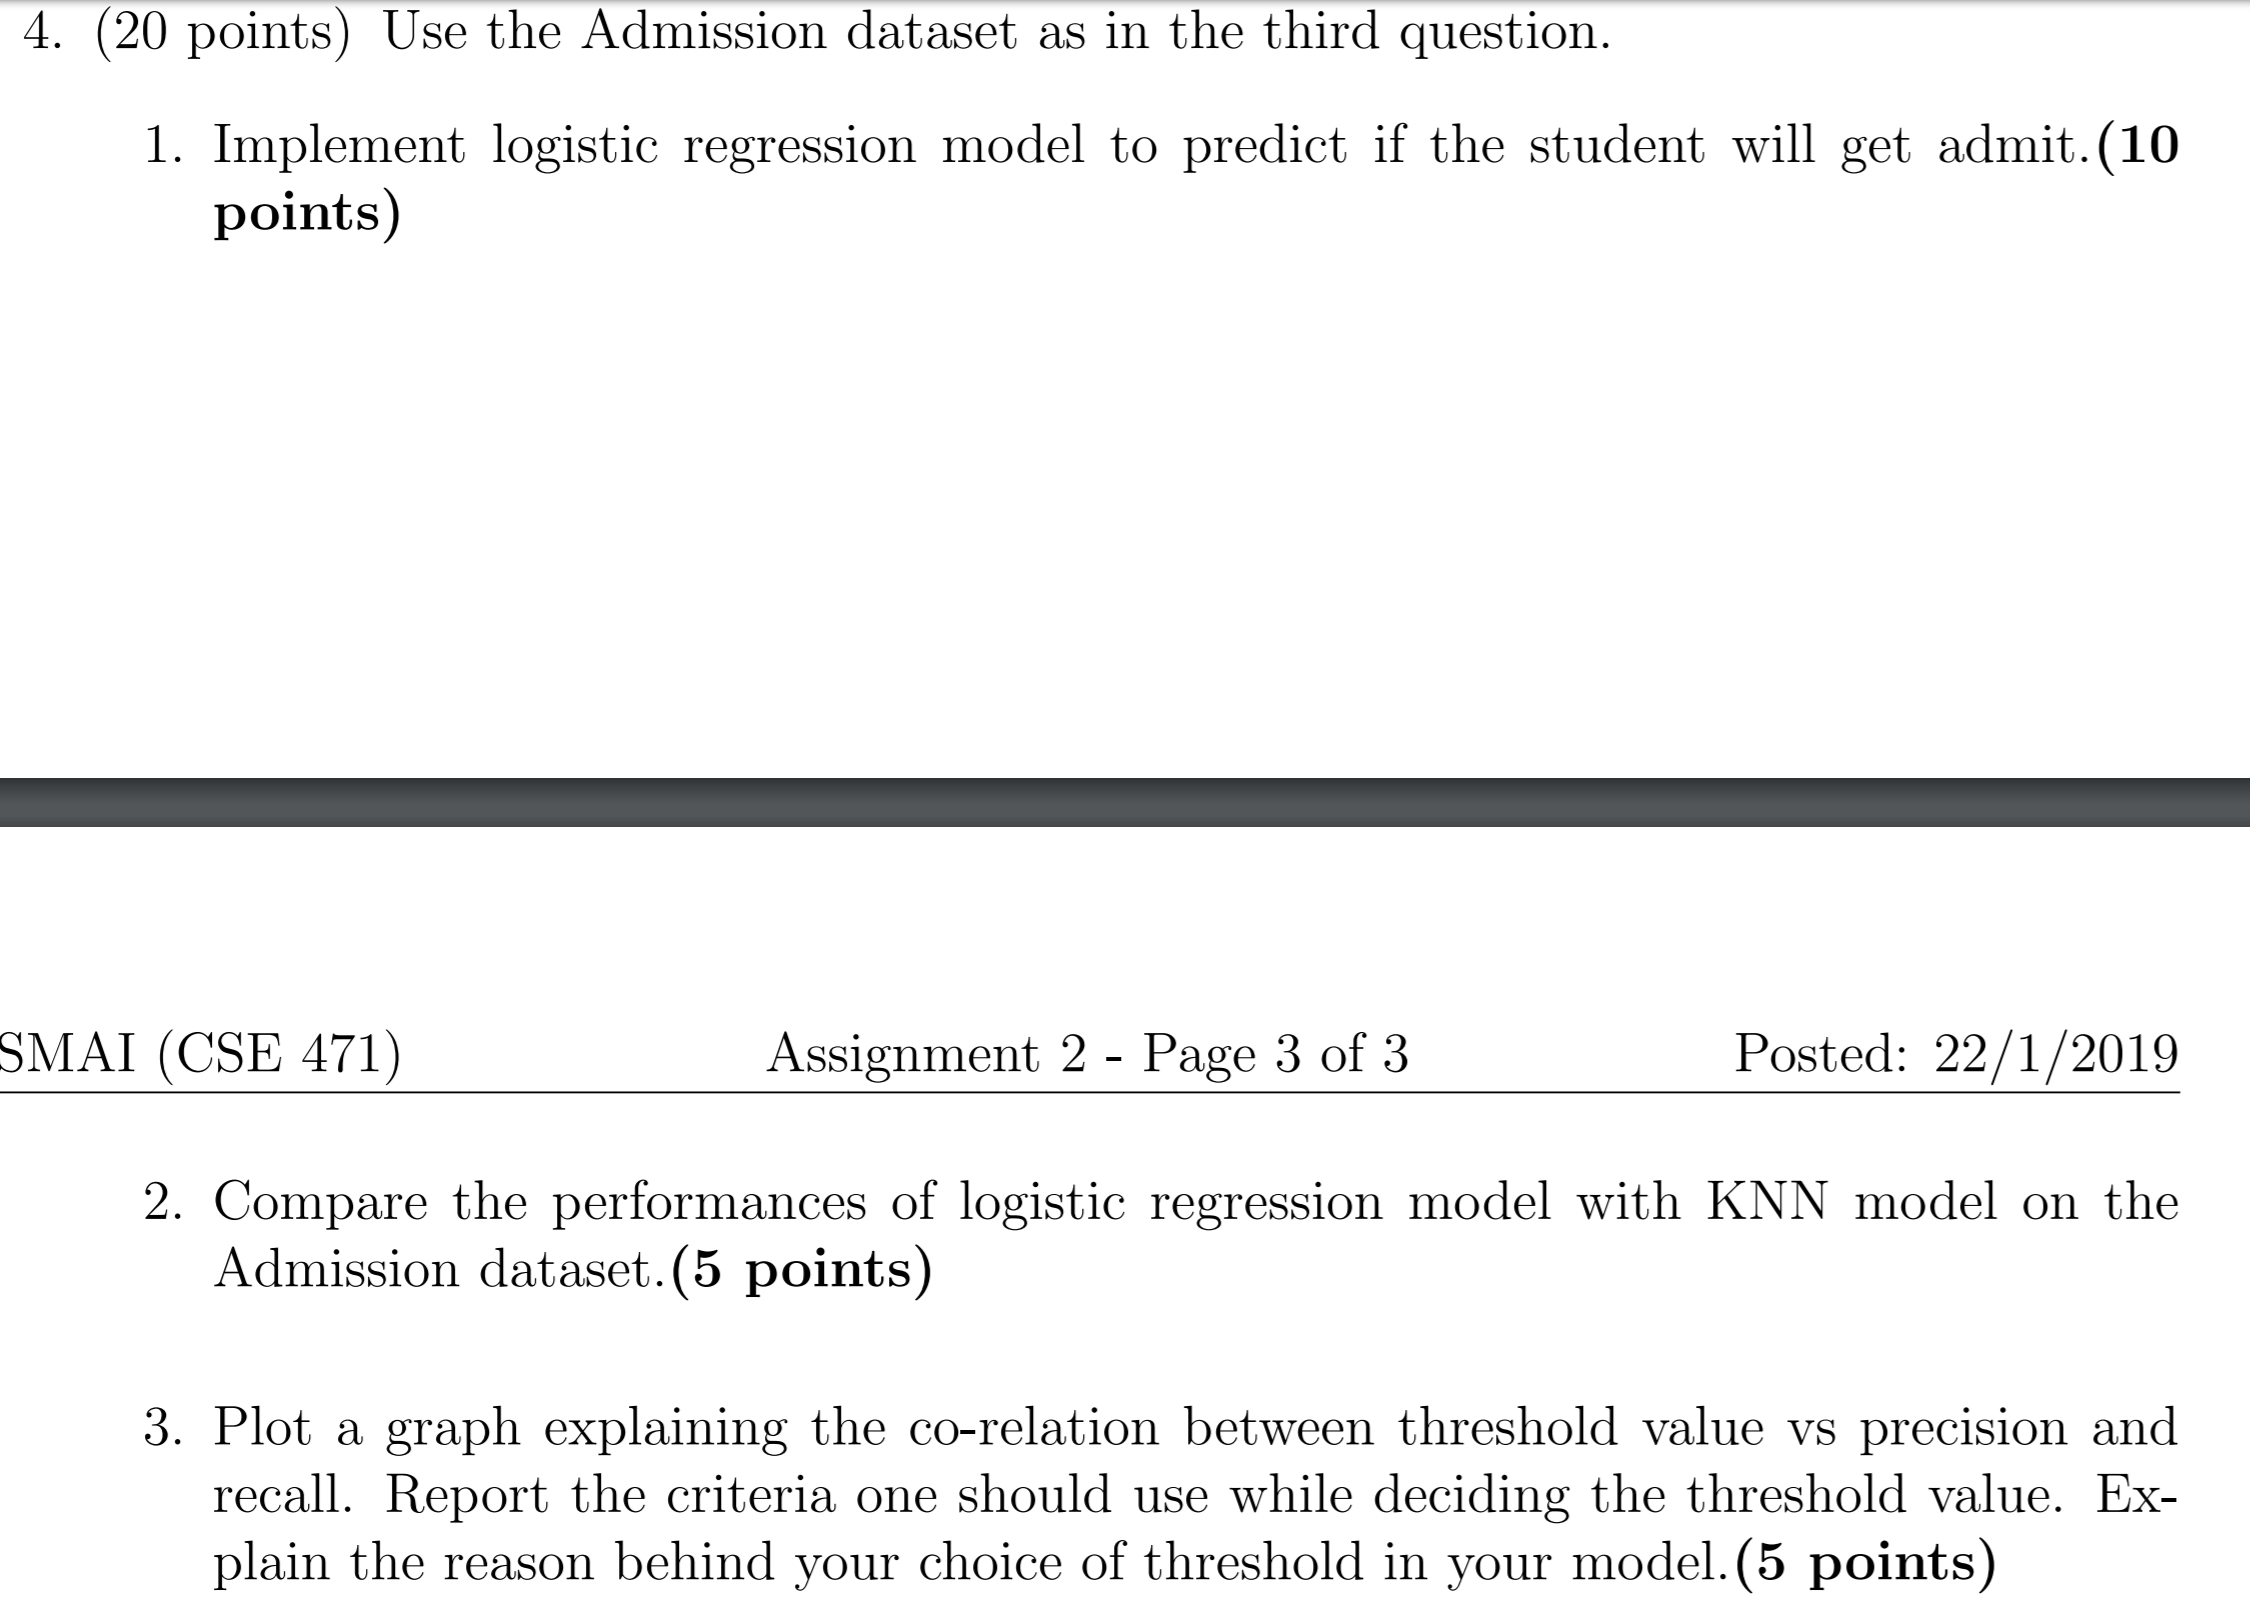 4. (20 points) Use the Admission dataset as in the third question.
1. Implement logistic regression model to predict if the student will get admit.(10
points)
SMAI (CSE 471) Assignment 2 - Page 3 of 3 Posted: 22/1/2019
2. Compare the performances of logistic regression model with KNN model on the
Admission dataset.(5 points)
3. Plot a graph explaining the co-relation between threshold value vs precision and
recall. Report the criteria one should use while deciding the threshold value. Ex-
plain the reason behind your choice of threshold in your model.(5 points)